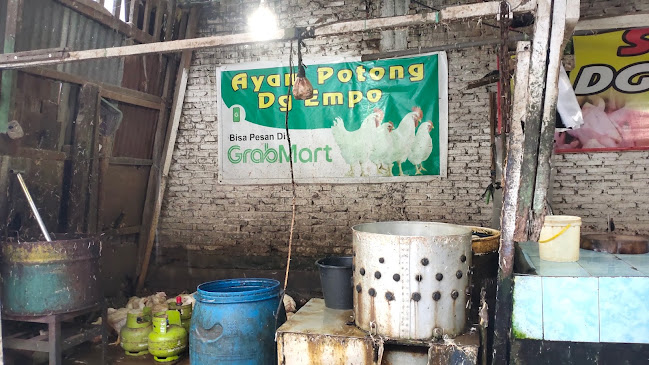 Ayam Potong
Dg Empo
Bisa Pesan Di
GrabMart